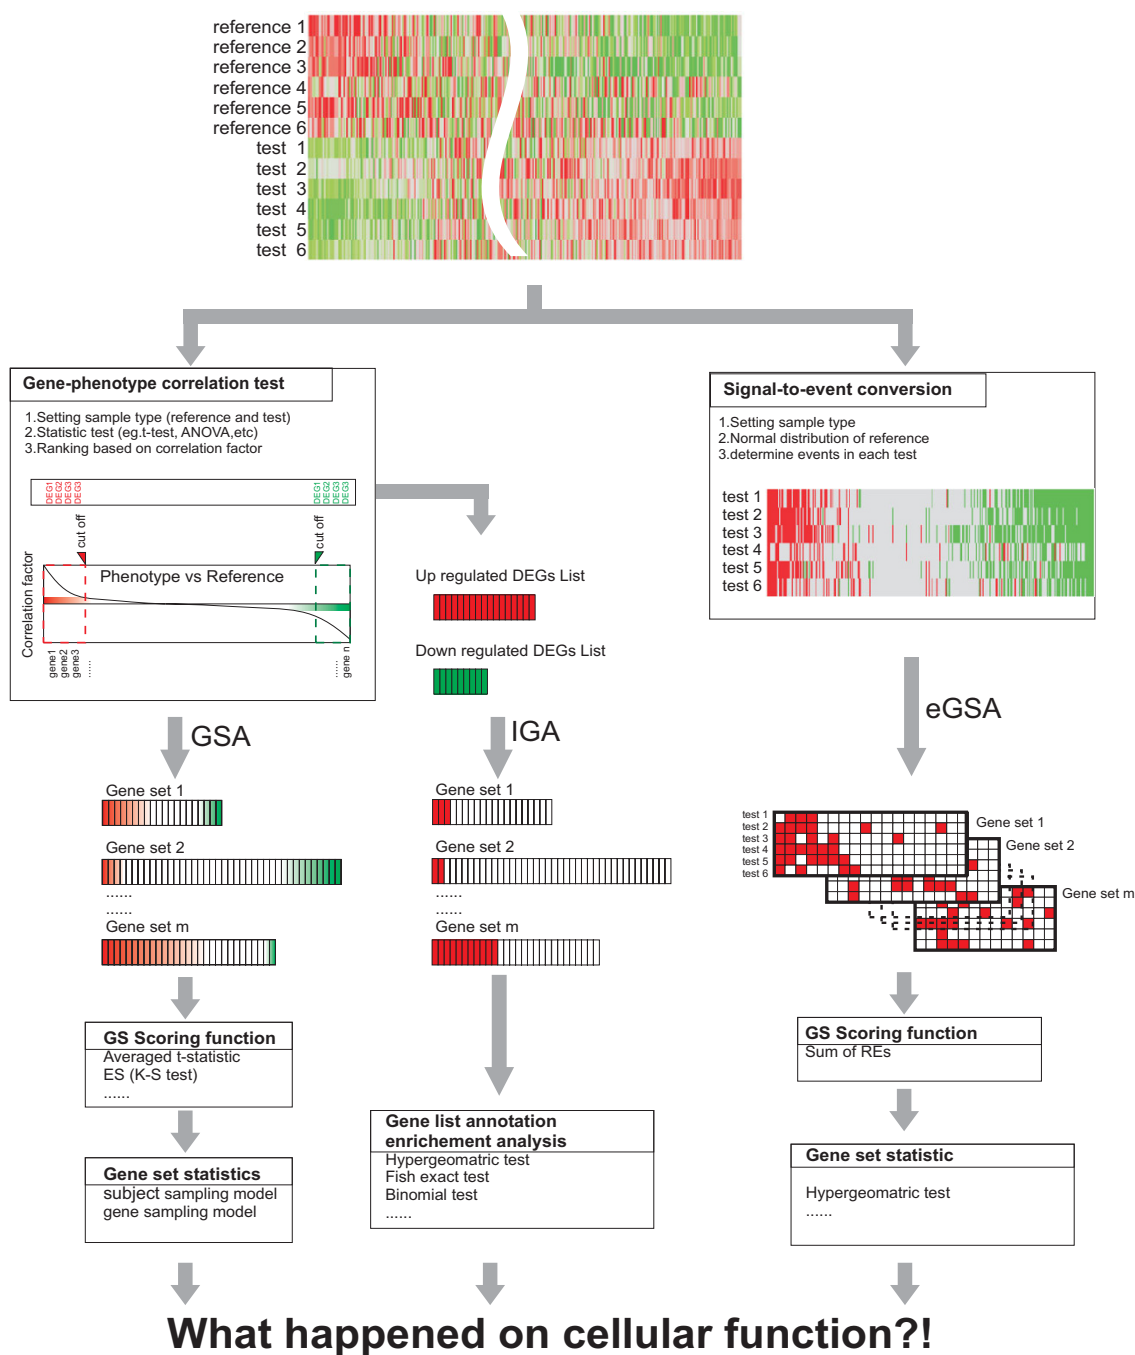 reference 1
reference 2
reference 3
reference 4
reference 5
reference 6
test 1
test 2
test 3
test 4
test 5
test 6
Gene-phenotype correlation test
1.Setting sample type (reference and test)
2.Statistic test (eg.t-test, ANOVA,etc)
3.Ranking based on correlation factor
DEG1
DEG2
DEG3
DEG3
DEG1
DEG2
DEG3
DEG3
cut off
cut off
Correlation factor
Phenotype vs Reference
gene1
gene2
gene3
......
......
gene n
Up regulated DEGs List
Down regulated DEGs List
Signal-to-event conversion
1.Setting sample type
2.Normal distribution of reference
3.determine events in each test
test 1
test 2
test 3
test 4
test 5
test 6
GSA
IGA
eGSA
Gene set 1
Gene set 2
......
......
Gene set m
Gene set 1
Gene set 2
......
......
Gene set m
test 1
test 2
test 3
test 4
test 5
test 6
Gene set 1
Gene set 2
Gene set m
GS Scoring function
Averaged t-statistic
ES (K-S test)
......
Gene set statistics
subject sampling model
gene sampling model
Gene list annotation
enrichement analysis
Hypergeomatric test
Fish exact test
Binomial test
......
GS Scoring function
Sum of REs
Gene set statistic
Hypergeomatric test
......
What happened on cellular function?!